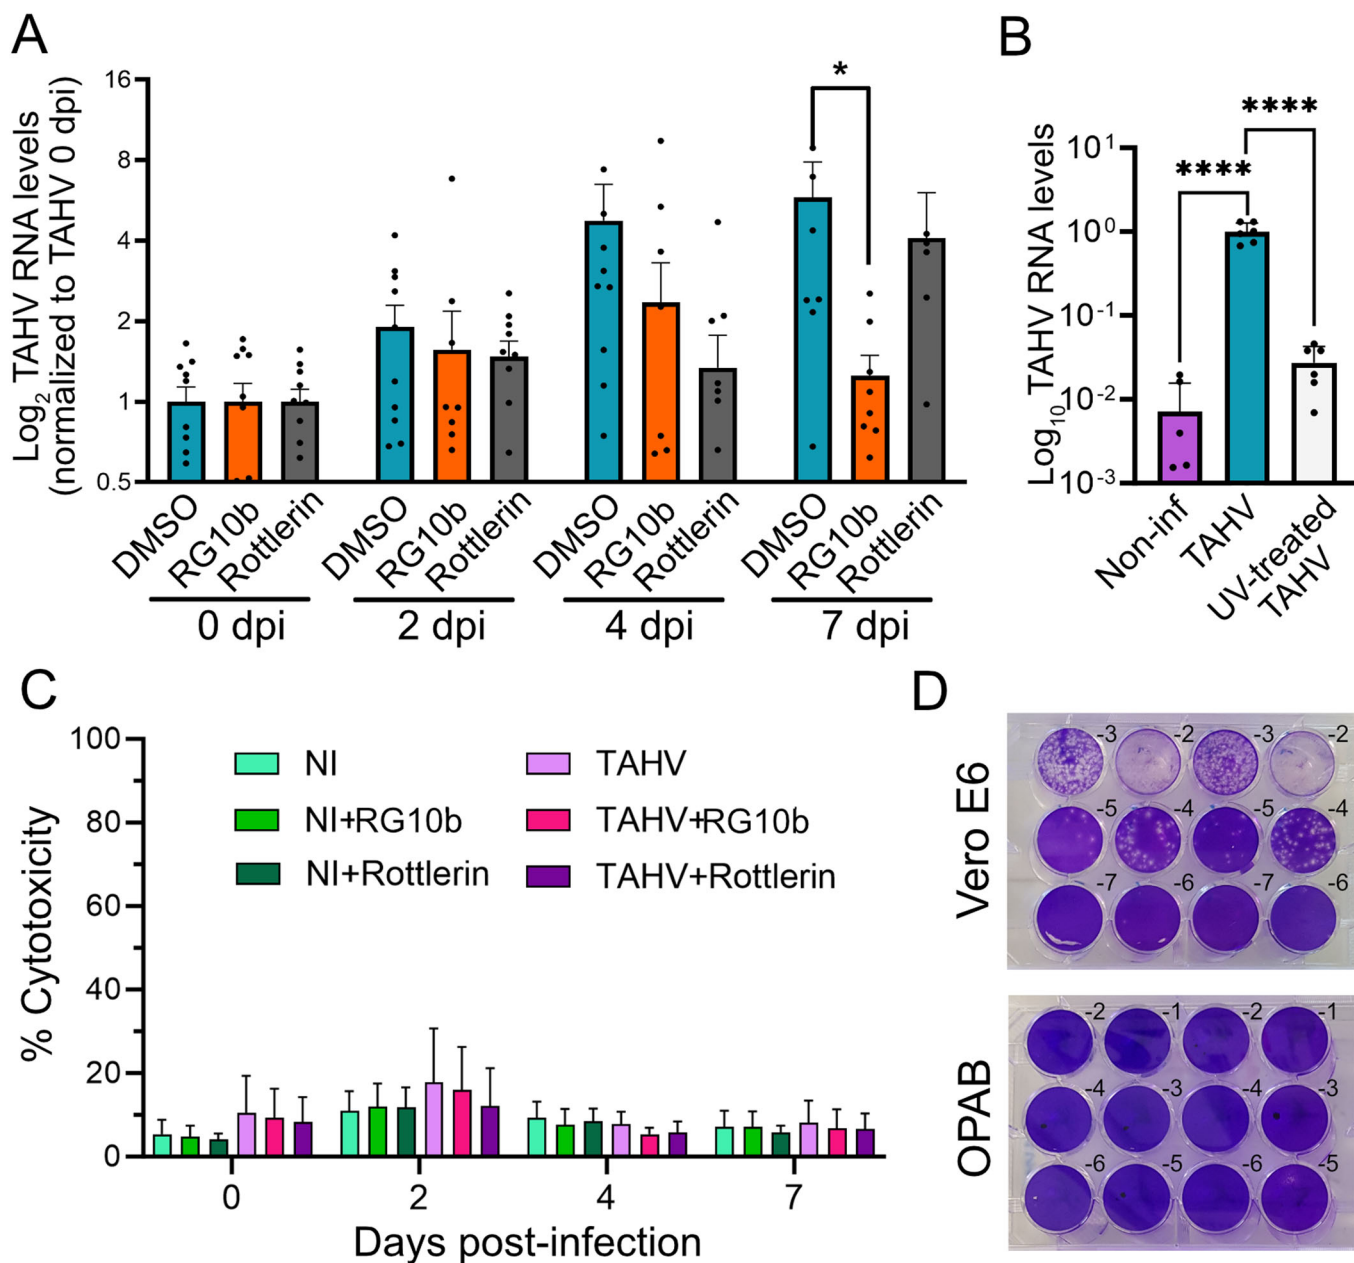 A
Log2 TAHV RNA levels
(normalized to TAHV 0 dpi)
16
8
4
2
1
0.5
*
DMSO
RG10b
Rottlerin
DMSO
RG10b
Rottlerin
DMSO
RG10b
Rottlerin
DMSO
RG10b
Rottlerin
0 dpi
2 dpi
4 dpi
7 dpi
B
Log10 TAHV RNA levels
10^1
10^0
10^-1
10^-2
10^-3
****
****
Non-inf
TAHV
UV-treated
TAHV
C
% Cytotoxicity
100
80
60
40
20
0
NI
NI+RG10b
NI+Rottlerin
TAHV
TAHV+RG10b
TAHV+Rottlerin
0
2
4
7
Days post-infection
D
Vero E6
-3 -2 -3 -2
-5 -4 -5 -4
-7 -6 -7 -6
OPAB
-2 -1 -2 -1
-4 -3 -4 -3
-6 -5 -6 -5